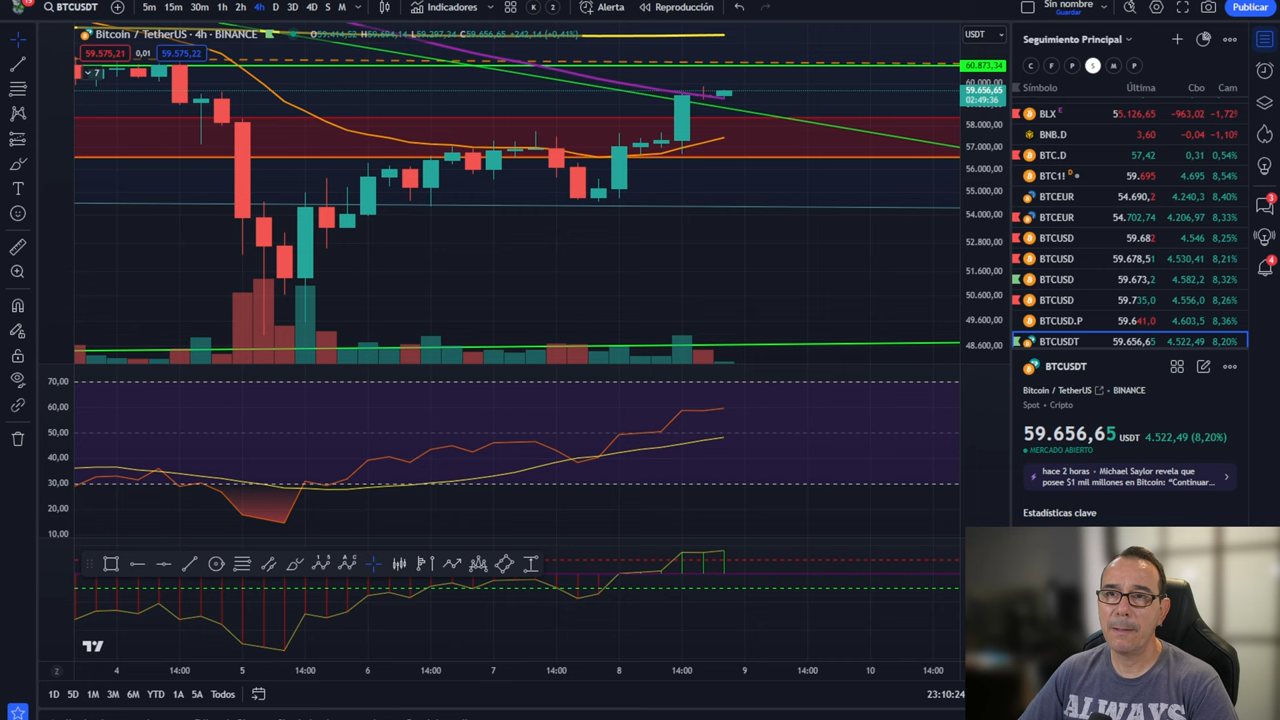 BTCUSDT 5m 15m 30m 1h 2h 4h D 3D 4D S M Indicadores K 2 Alerta Reproducción Sin nombre Guardar Publicar
Bitcoin / TetherUS · 4h · BINANCE
59.575,21 0,01 59.575,22
7
USDT
60.873,34
60.000,00
59.656,65
02:49:36
58.000,00
57.000,00
56.000,00
55.000,00
54.000,00
52.800,00
51.600,00
50.600,00
49.600,00
48.600,00
70,00
60,00
50,00
40,00
30,00
20,00
10,00
4 14:00 5 14:00 6 14:00 7 14:00 8 14:00 9 14:00 10 14:00
1D 5D 1M 3M 6M YTD 1A 5A Todos 23:10:24
Seguimiento Principal
C F P S M P
Símbolo Última Cbo Cam
BLX E 55.126,65 -963,02 -1,72%
BNB.D 3,60 -0,04 -1,10%
BTC.D 57,42 0,31 0,54%
BTC1! D 59.695 4.695 8,54%
BTCEUR 54.690,2 4.240,3 8,40%
BTCEUR 54.702,74 4.206,97 8,33%
BTCUSD 59.682 4.546 8,25%
BTCUSD 59.678,51 4.530,41 8,21%
BTCUSD 59.673,2 4.582,2 8,32%
BTCUSD 59.735,0 4.556,0 8,26%
BTCUSD.P 59.641,0 4.603,5 8,36%
BTCUSDT 59.656,65 4.522,49 8,20%
BTCUSDT
Bitcoin / TetherUS BINANCE
Spot • Cripto
59.656,65 USDT 4.522,49 (8,20%)
MERCADO ABIERTO
hace 2 horas • Michael Saylor revela que
posee $1 mil millones en Bitcoin: "Continuar...
Estadísticas clave
3
4
ALWAYS